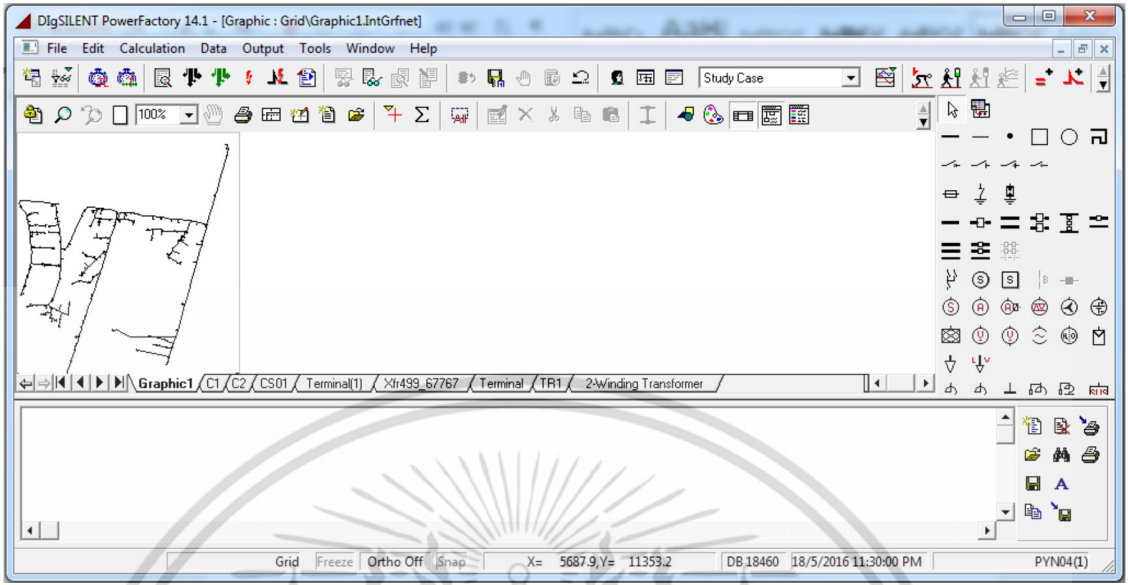 DIgSILENT PowerFactory 14.1 - [Graphic : Grid\Graphic1.IntGrfnet]
File Edit Calculation Data Output Tools Window Help
Study Case
100%
Graphic1 C1 C2 CS01 Terminal(1) Xfr499_67767 Terminal TR1 2-Winding Transformer
Grid Freeze Ortho Off Snap X= 5687.9,Y= 11353.2 DB 18460 18/5/2016 11:30:00 PM PYN04(1)